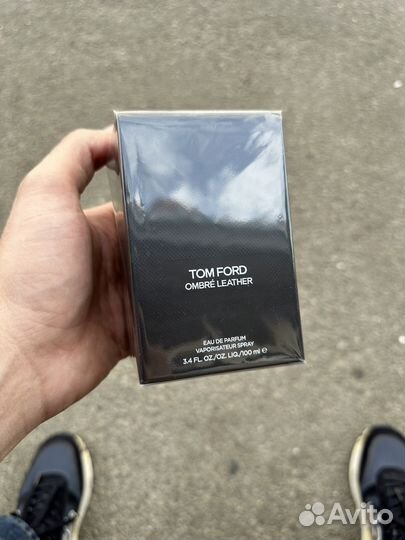 TOM FORD
OMBRÉ LEATHER
EAU DE PARFUM
VAPORISATEUR SPRAY
3.4 FL. OZ./OZ. LIQ./100 ml ℮
Avito